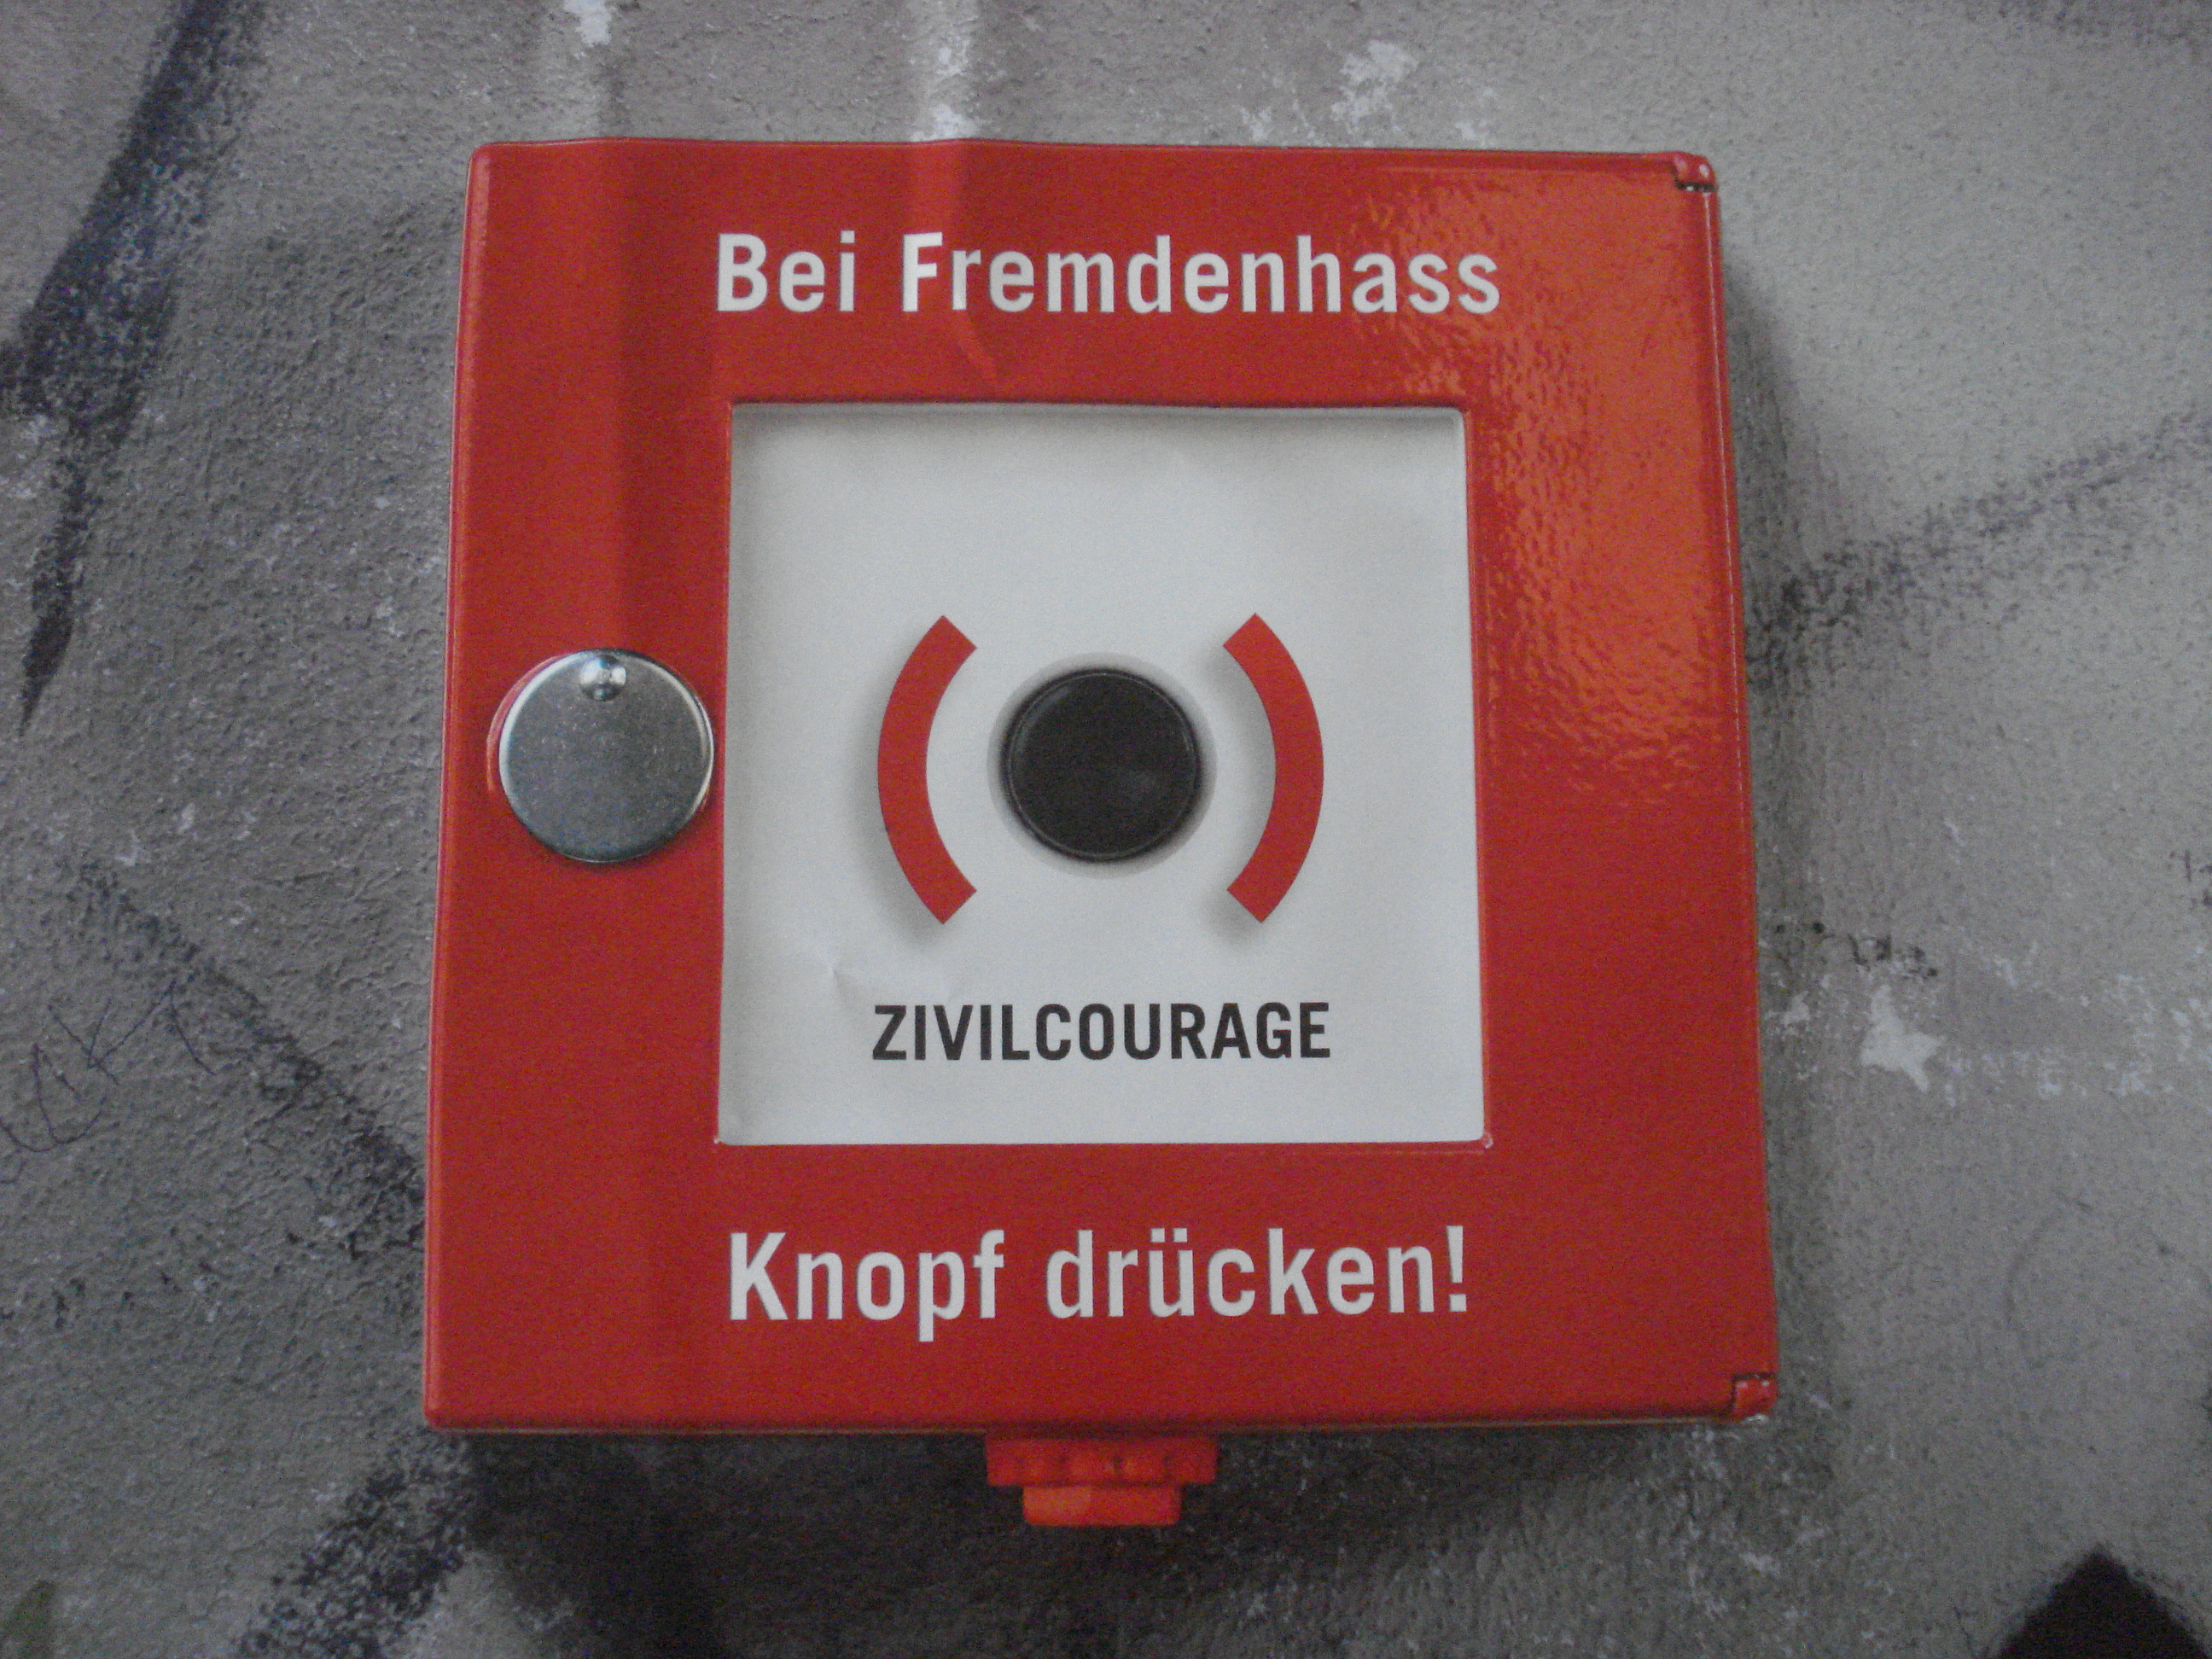 Bei Fremdenhass
ZIVILCOURAGE
Knopf drücken!